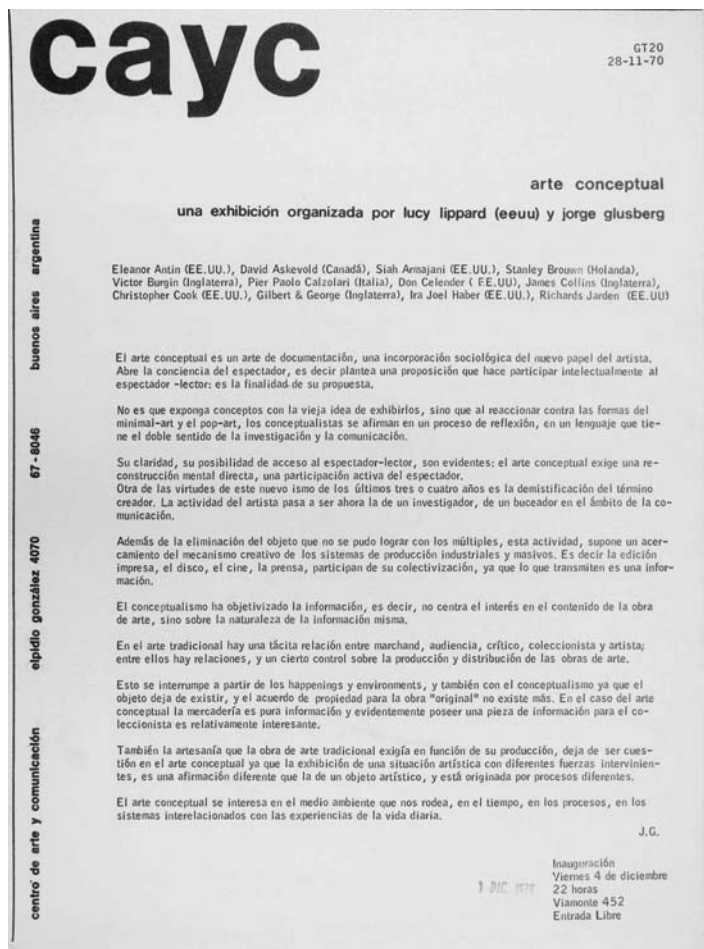 cayc
GT20
28-11-70
arte conceptual
una exhibición organizada por lucy lippard (eeuu) y jorge glusberg
Eleanor Antin (EE.UU.), David Askevold (Canadá), Siah Armajani (EE.UU.), Stanley Brouwn (Holanda),
Victor Burgin (Inglaterra), Pier Paolo Calzolari (Italia), Don Celender ( EE.UU), James Collins (Inglaterra),
Christopher Cook (EE.UU.), Gilbert & George (Inglaterra), Ira Joel Haber (EE.UU.), Richards Jarden (EE.UU)
El arte conceptual es un arte de documentación, una incorporación sociológica del nuevo papel del artista.
Abre la conciencia del espectador, es decir plantea una proposición que hace participar intelectualmente al
espectador -lector: es la finalidad de su propuesta.
No es que exponga conceptos con la vieja idea de exhibirlos, sino que al reaccionar contra las formas del
minimal-art y el pop-art, los conceptualistas se afirman en un proceso de reflexión, en un lenguaje que tie-
ne el doble sentido de la investigación y la comunicación.
Su claridad, su posibilidad de acceso al espectador-lector, son evidentes: el arte conceptual exige una re-
construcción mental directa, una participación activa del espectador.
Otra de las virtudes de este nuevo ismo de los últimos tres o cuatro años es la demistificación del término
creador. La actividad del artista pasa a ser ahora la de un investigador, de un buceador en el ámbito de la co-
municación.
Además de la eliminación del objeto que no se pudo lograr con los múltiples, esta actividad, supone un acer-
camiento del mecanismo creativo de los sistemas de producción industriales y masivos. Es decir la edición
impresa, el disco, el cine, la prensa, participan de su colectivización, ya que lo que transmiten es una infor-
mación.
El conceptualismo ha objetivizado la información, es decir, no centra el interés en el contenido de la obra
de arte, sino sobre la naturaleza de la información misma.
En el arte tradicional hay una tácita relación entre marchand, audiencia, crítico, coleccionista y artista;
entre ellos hay relaciones, y un cierto control sobre la producción y distribución de las obras de arte.
Esto se interrumpe a partir de los happenings y environments, y también con el conceptualismo ya que el
objeto deja de existir, y el acuerdo de propiedad para la obra "original" no existe más. En el caso del arte
conceptual la mercadería es pura información y evidentemente poseer una pieza de información para el co-
leccionista es relativamente interesante.
También la artesanía que la obra de arte tradicional exigía en función de su producción, deja de ser cues-
tión en el arte conceptual ya que la exhibición de una situación artística con diferentes fuerzas intervinien-
tes, es una afirmación diferente que la de un objeto artístico, y está originada por procesos diferentes.
El arte conceptual se interesa en el medio ambiente que nos rodea, en el tiempo, en los procesos, en los
sistemas interelacionados con las experiencias de la vida diaria.
J.G.
Inauguración
Viernes 4 de diciembre
22 horas
Viamonte 452
Entrada Libre
DIC. 1970
centro de arte y comunicación elpidio gonzález 4070 67-8046 buenos aires argentina